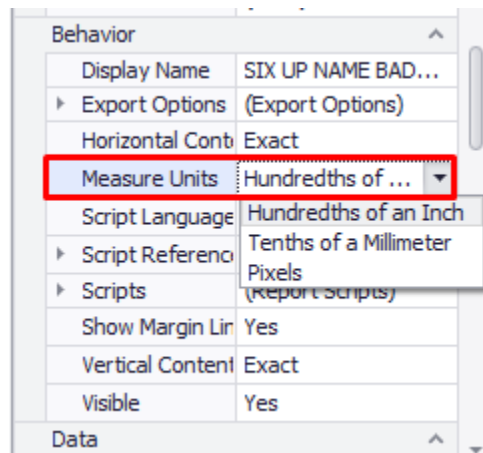 Behavior
Display Name SIX UP NAME BAD...
Export Options (Export Options)
Horizontal Conte Exact
Measure Units Hundredths of ...
Script Language Hundredths of an Inch
Script Reference Tenths of a Millimeter
Pixels
Scripts (Report Scripts)
Show Margin Lin Yes
Vertical Content Exact
Visible Yes
Data